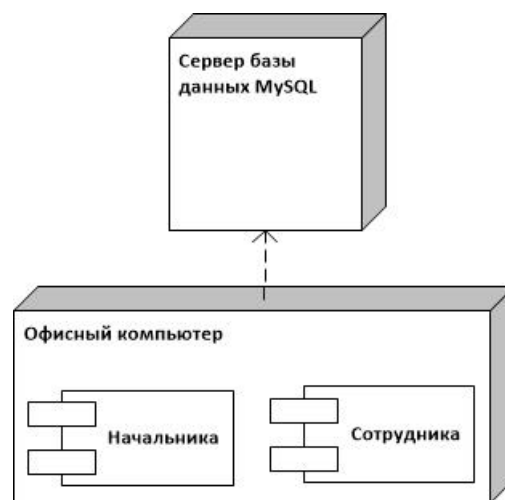 Сервер базы
данных MySQL
Офисный компьютер
Начальника
Сотрудника